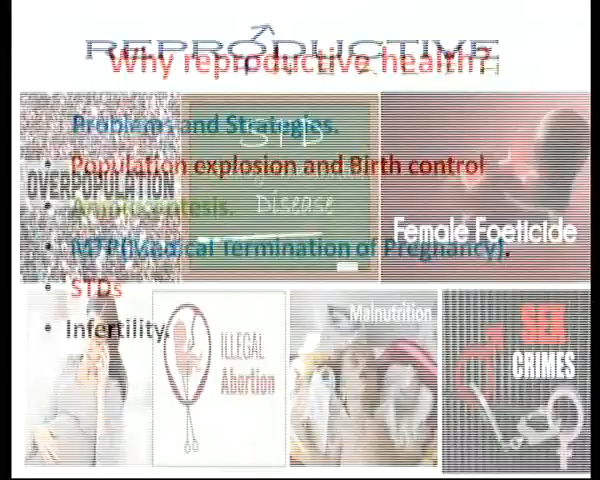 REPRODUCTIVE
Why reproductive health?
Problems and Strategies.
STD
• Population explosion and Birth control
OVERPOPULATION
• Amniocentesis.
Disease
Female Foeticide
• MTP(Medical Termination of Pregnancy).
• STDs
• Infertility
ILLEGAL
Abortion
Malnutrition
SEX
CRIMES